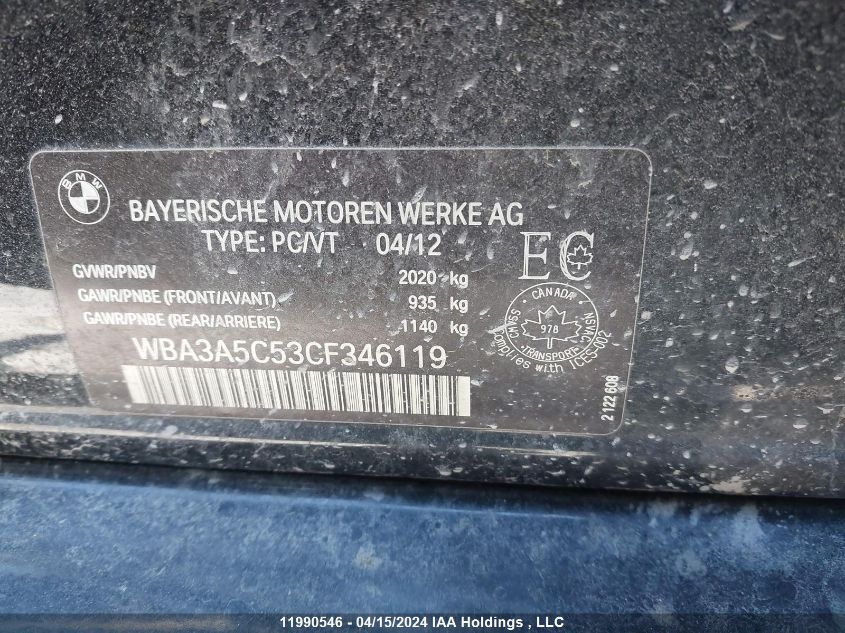 BMW
BAYERISCHE MOTOREN WERKE AG
TYPE: PC/VT 04/12
GVWR/PNBV 2020 kg
GAWR/PNBE (FRONT/AVANT) 935 kg
GAWR/PNBE (REAR/ARRIERE) 1140 kg
WBA3A5C53CF346119
EC
CANADA
CMVSS
NSVAC
978
TRANSPORT
Complies with ICES-002
2 122 608
11990546 - 04/15/2024 IAA Holdings , LLC